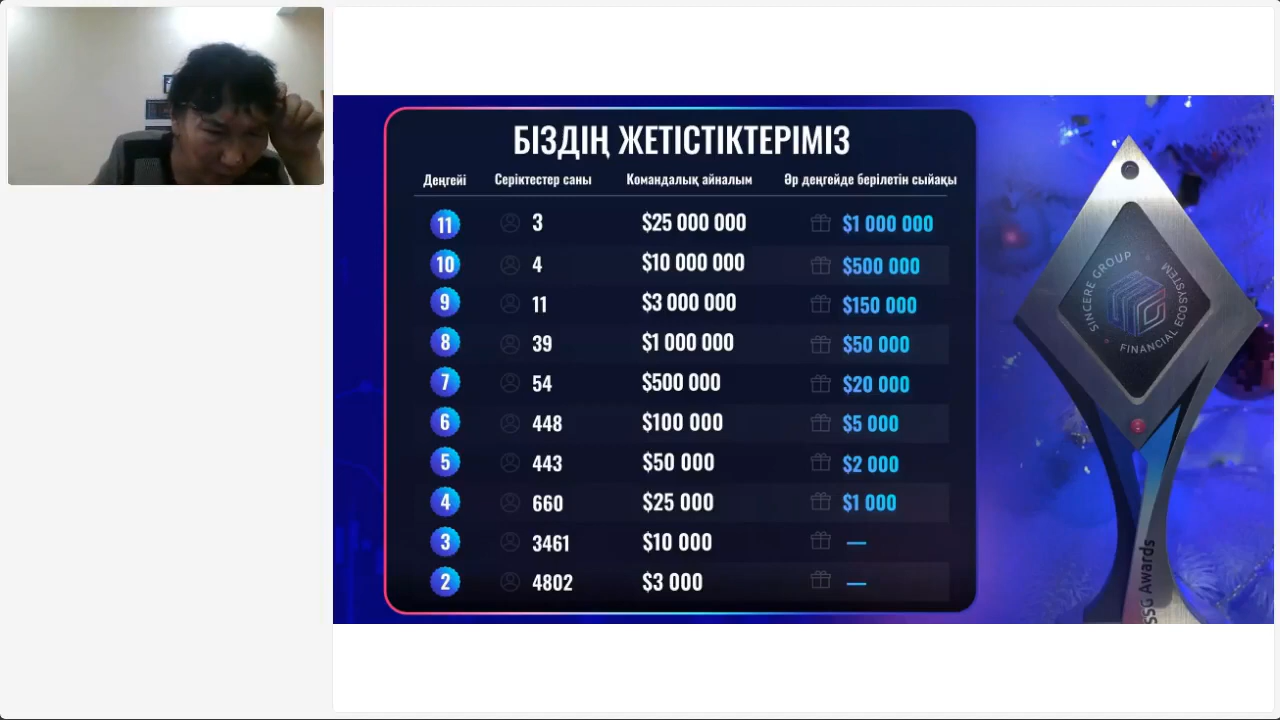 БІЗДІҢ ЖЕТІСТІКТЕРІМІЗ
Деңгейі Серіктестер саны Командалық айналым Әр деңгейде берілетін сыйақы
11 3 $25 000 000 $1 000 000
10 4 $10 000 000 $500 000
9 11 $3 000 000 $150 000
8 39 $1 000 000 $50 000
7 54 $500 000 $20 000
6 448 $100 000 $5 000
5 443 $50 000 $2 000
4 660 $25 000 $1 000
3 3461 $10 000 —
2 4802 $3 000 —
SINCERE GROUP
FINANCIAL ECOSYSTEM
SSG Awards